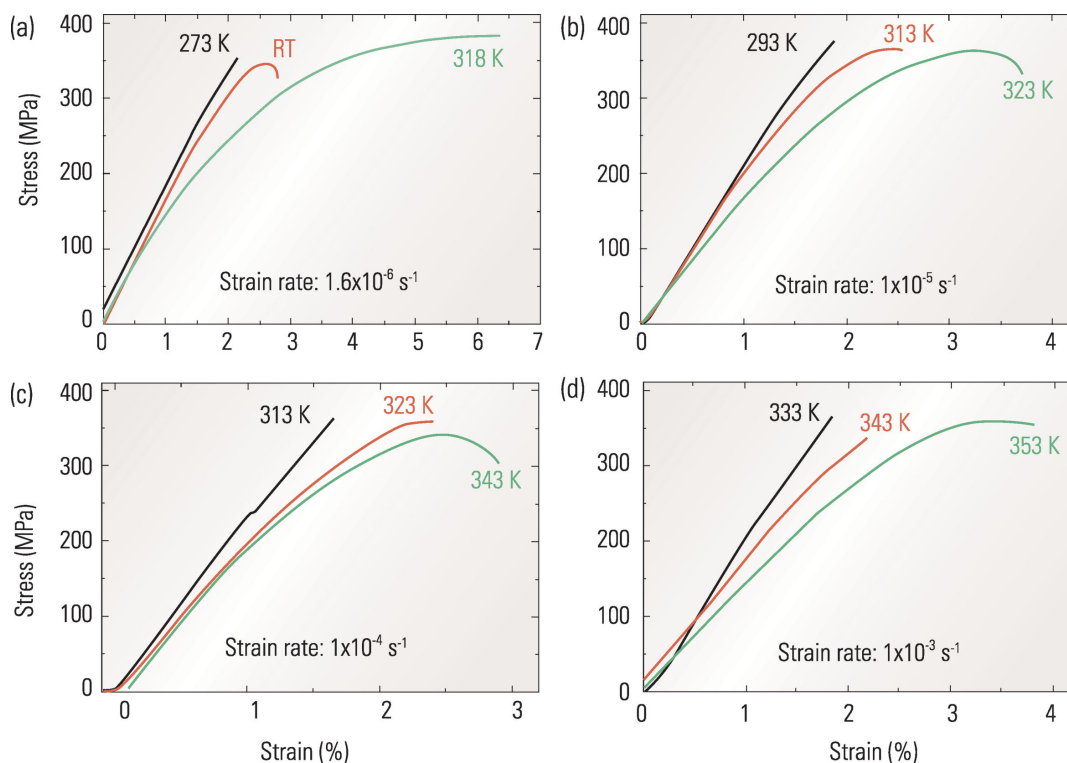 (a)
400
300
200
100
0
Stress (MPa)
273 K
RT
318 K
Strain rate: 1.6x10⁻⁶ s⁻¹
0 1 2 3 4 5 6 7
(b)
400
300
200
100
0
293 K
313 K
323 K
Strain rate: 1x10⁻⁵ s⁻¹
0 1 2 3 4
(c)
400
300
200
100
0
Stress (MPa)
313 K
323 K
343 K
Strain rate: 1x10⁻⁴ s⁻¹
0 1 2 3
Strain (%)
(d)
400
300
200
100
0
333 K
343 K
353 K
Strain rate: 1x10⁻³ s⁻¹
0 1 2 3 4
Strain (%)